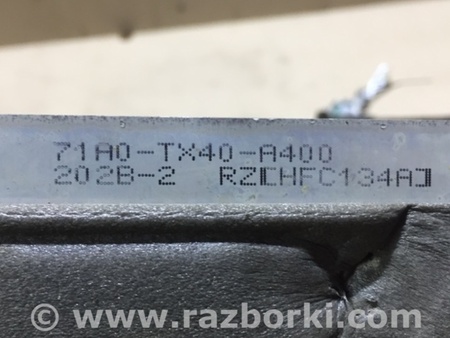 71A0-TX40-A400
202B-2 RZ[HFC134A]
© www.razborki.com/